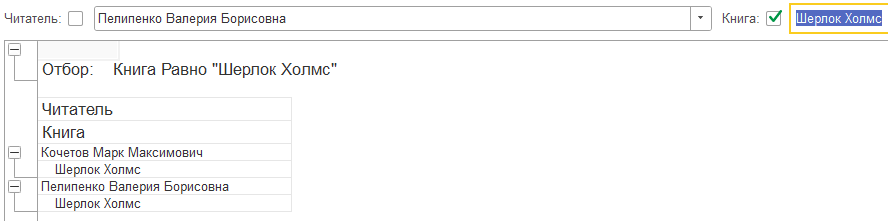 Читатель: Пелипенко Валерия Борисовна Книга: Шерлок Холмс
Отбор: Книга Равно "Шерлок Холмс"
Читатель
Книга
Кочетов Марк Максимович
Шерлок Холмс
Пелипенко Валерия Борисовна
Шерлок Холмс